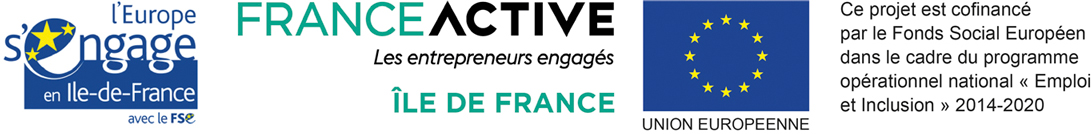 l'Europe
s'engage
en Ile-de-France
avec le FSe
FRANCEACTIVE
Les entrepreneurs engagés
ÎLE DE FRANCE
UNION EUROPEENNE
Ce projet est cofinancé
par le Fonds Social Européen
dans le cadre du programme
opérationnel national « Emploi
et Inclusion » 2014-2020